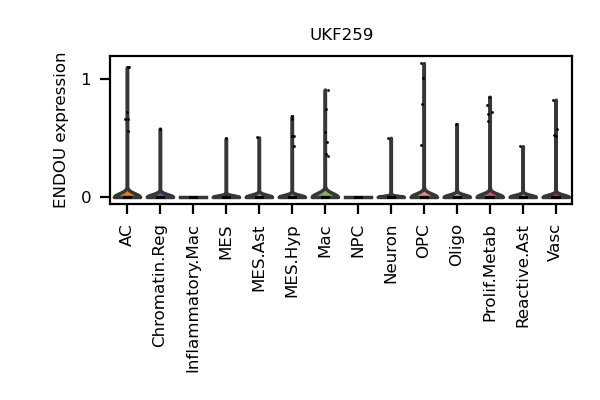 UKF259
ENDOU expression
1
0
AC
Chromatin.Reg
Inflammatory.Mac
MES
MES.Ast
MES.Hyp
Mac
NPC
Neuron
OPC
Oligo
Prolif.Metab
Reactive.Ast
Vasc